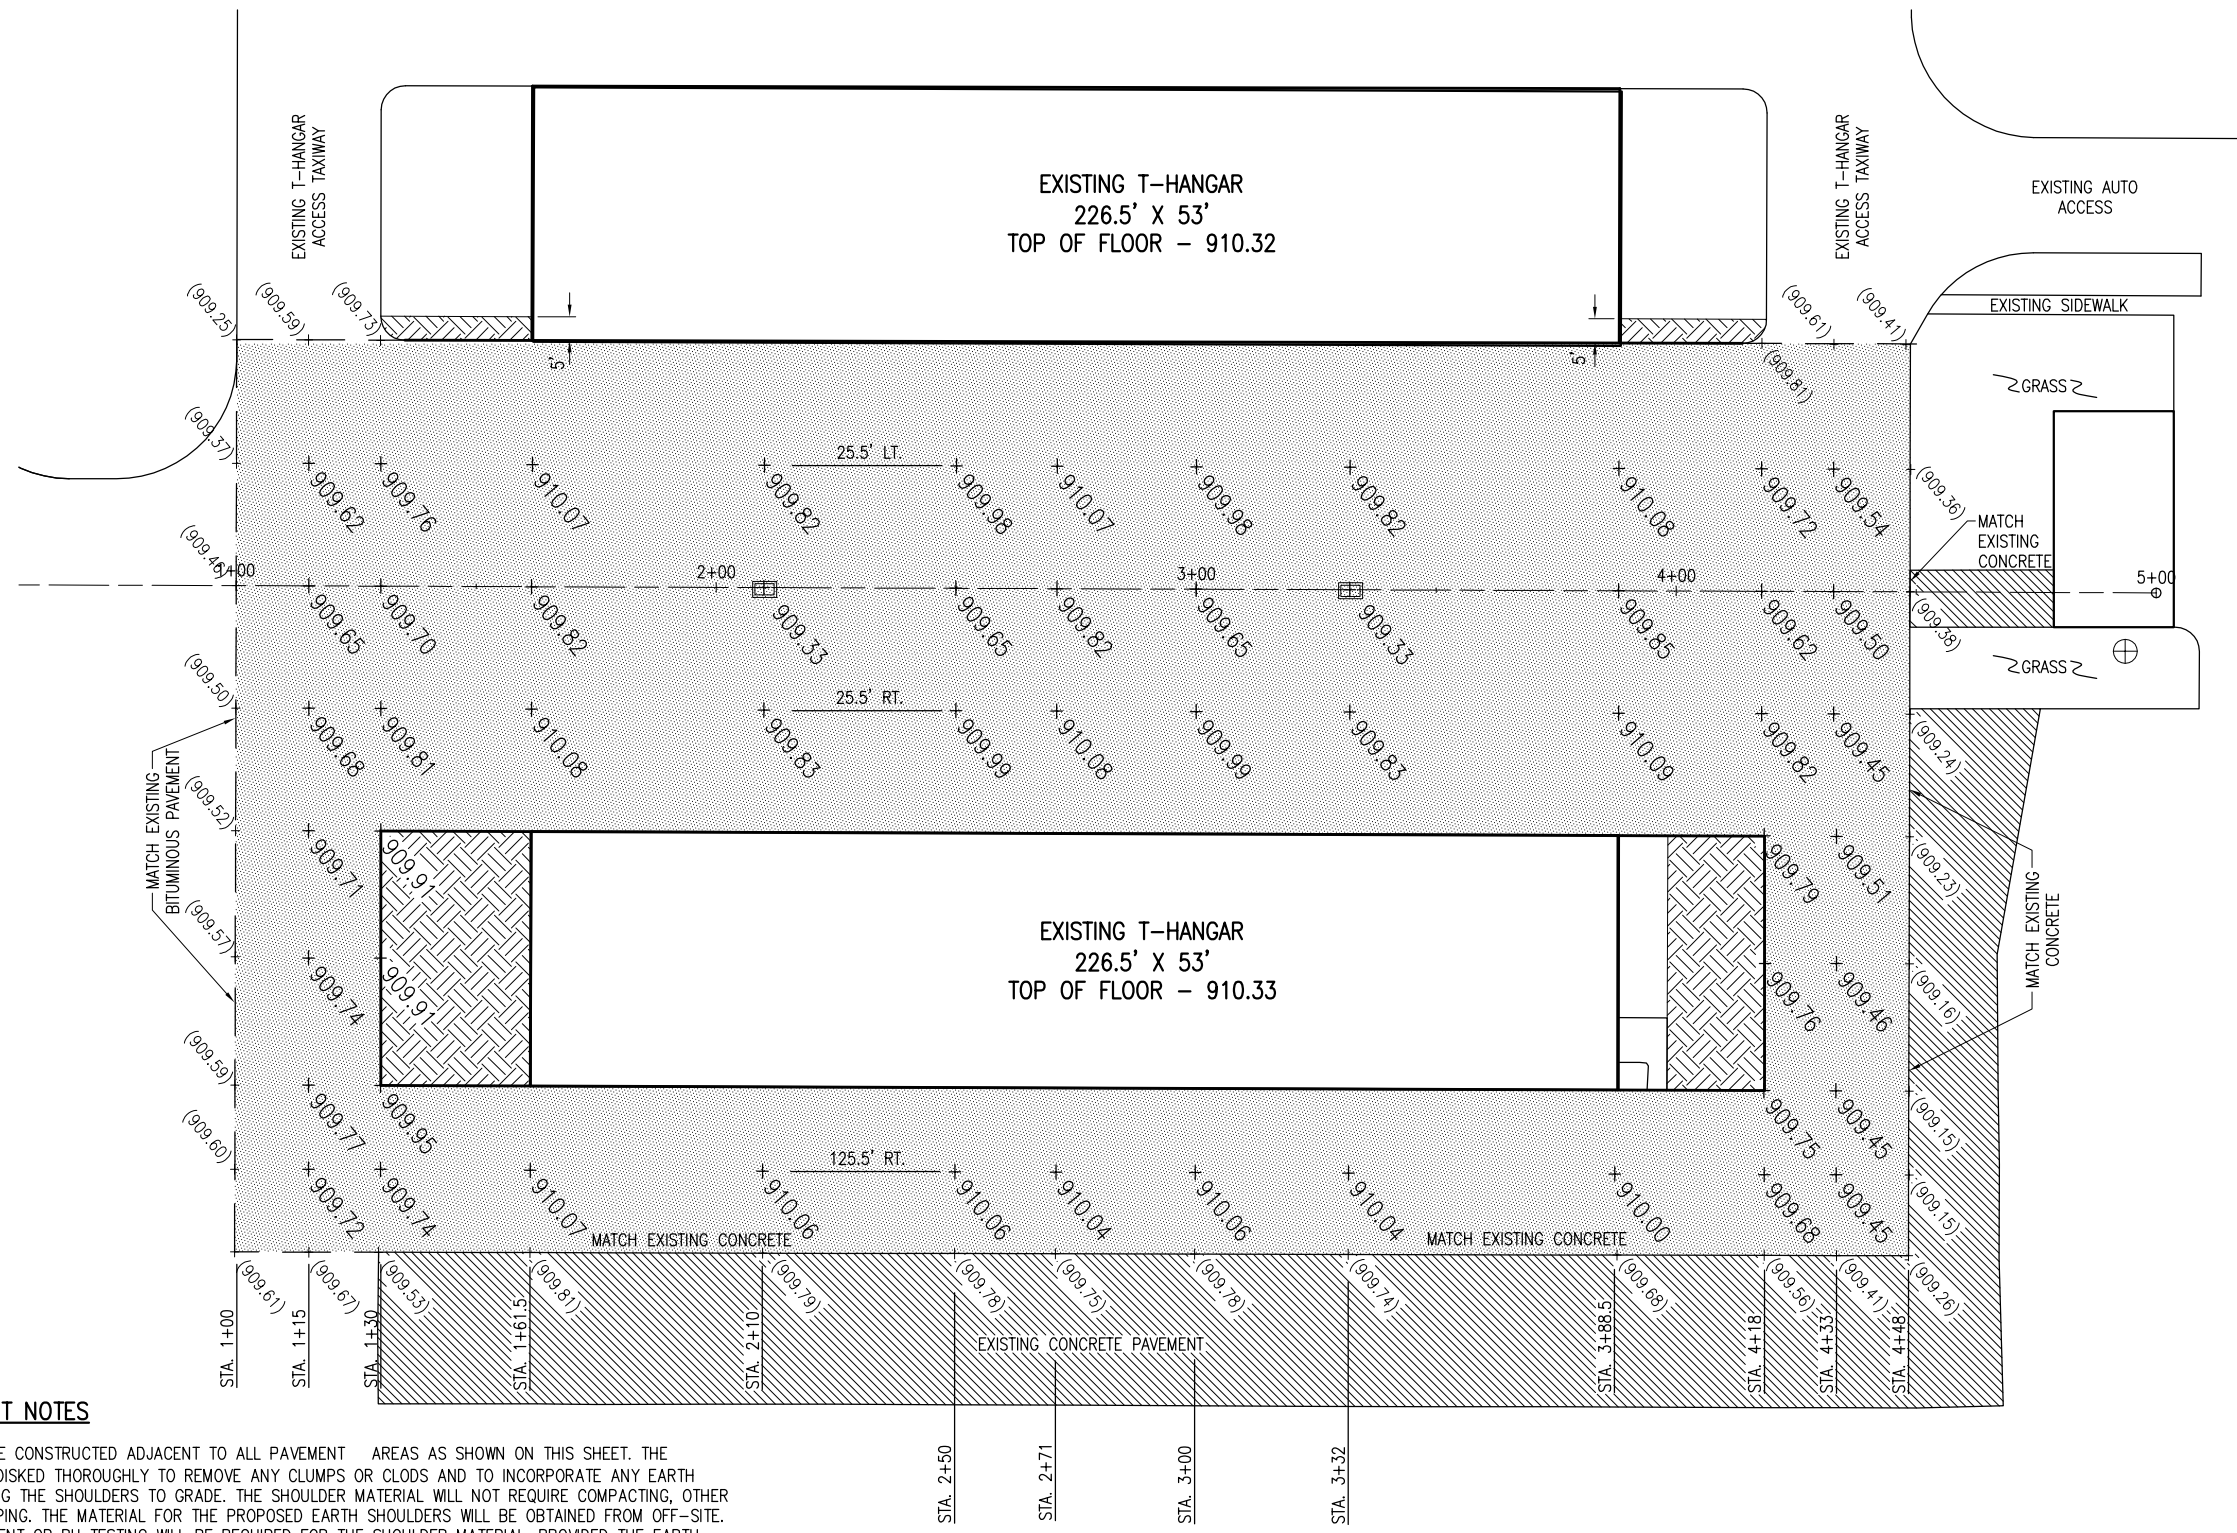 EXISTING T-HANGAR
ACCESS TAXIWAY
EXISTING T-HANGAR
226.5' X 53'
TOP OF FLOOR - 910.32
EXISTING T-HANGAR
ACCESS TAXIWAY
EXISTING AUTO
ACCESS
EXISTING SIDEWALK
(909.25)
(909.59)
(909.73)
5'
5'
(909.61)
(909.41)
(909.81)
GRASS
(909.37)
25.5' LT.
909.62
909.76
910.07
909.82
909.98
910.07
909.98
909.82
910.08
909.72
909.54
(909.36)
MATCH
EXISTING
CONCRETE
(909.46)
1+00
2+00
3+00
4+00
5+00
909.65
909.70
909.82
909.33
909.65
909.82
909.65
909.33
909.85
909.62
909.50
(909.38)
GRASS
(909.50)
25.5' RT.
909.68
909.81
910.08
909.83
909.99
910.08
909.99
909.83
910.09
909.82
909.45
(909.24)
MATCH EXISTING
BITUMINOUS PAVEMENT
(909.52)
909.71
909.91
909.79
909.51
(909.23)
EXISTING T-HANGAR
226.5' X 53'
TOP OF FLOOR - 910.33
MATCH EXISTING
CONCRETE
(909.57)
909.74
909.91
909.76
909.46
(909.16)
(909.59)
909.77
909.95
909.75
909.45
(909.15)
(909.60)
125.5' RT.
909.72
909.74
910.07
910.06
910.06
910.04
910.06
910.04
910.00
909.68
909.45
(909.15)
MATCH EXISTING CONCRETE
MATCH EXISTING CONCRETE
(909.61)
(909.67)
(909.53)
(909.81)
(909.79)
(909.78)
(909.75)
(909.78)
(909.74)
(909.68)
(909.56)
(909.41)
(909.26)
EXISTING CONCRETE PAVEMENT
STA. 1+00
STA. 1+15
STA. 1+30
STA. 1+61.5
STA. 2+10
STA. 2+50
STA. 2+71
STA. 3+00
STA. 3+32
STA. 3+88.5
STA. 4+18
STA. 4+33
STA. 4+48
T NOTES
E CONSTRUCTED ADJACENT TO ALL PAVEMENT AREAS AS SHOWN ON THIS SHEET. THE
DISKED THOROUGHLY TO REMOVE ANY CLUMPS OR CLODS AND TO INCORPORATE ANY EARTH
G THE SHOULDERS TO GRADE. THE SHOULDER MATERIAL WILL NOT REQUIRE COMPACTING, OTHER
PING. THE MATERIAL FOR THE PROPOSED EARTH SHOULDERS WILL BE OBTAINED FROM OFF-SITE.
ENT OR PH TESTING WILL BE REQUIRED FOR THE SHOULDER MATERIAL PROVIDED THE EARTH